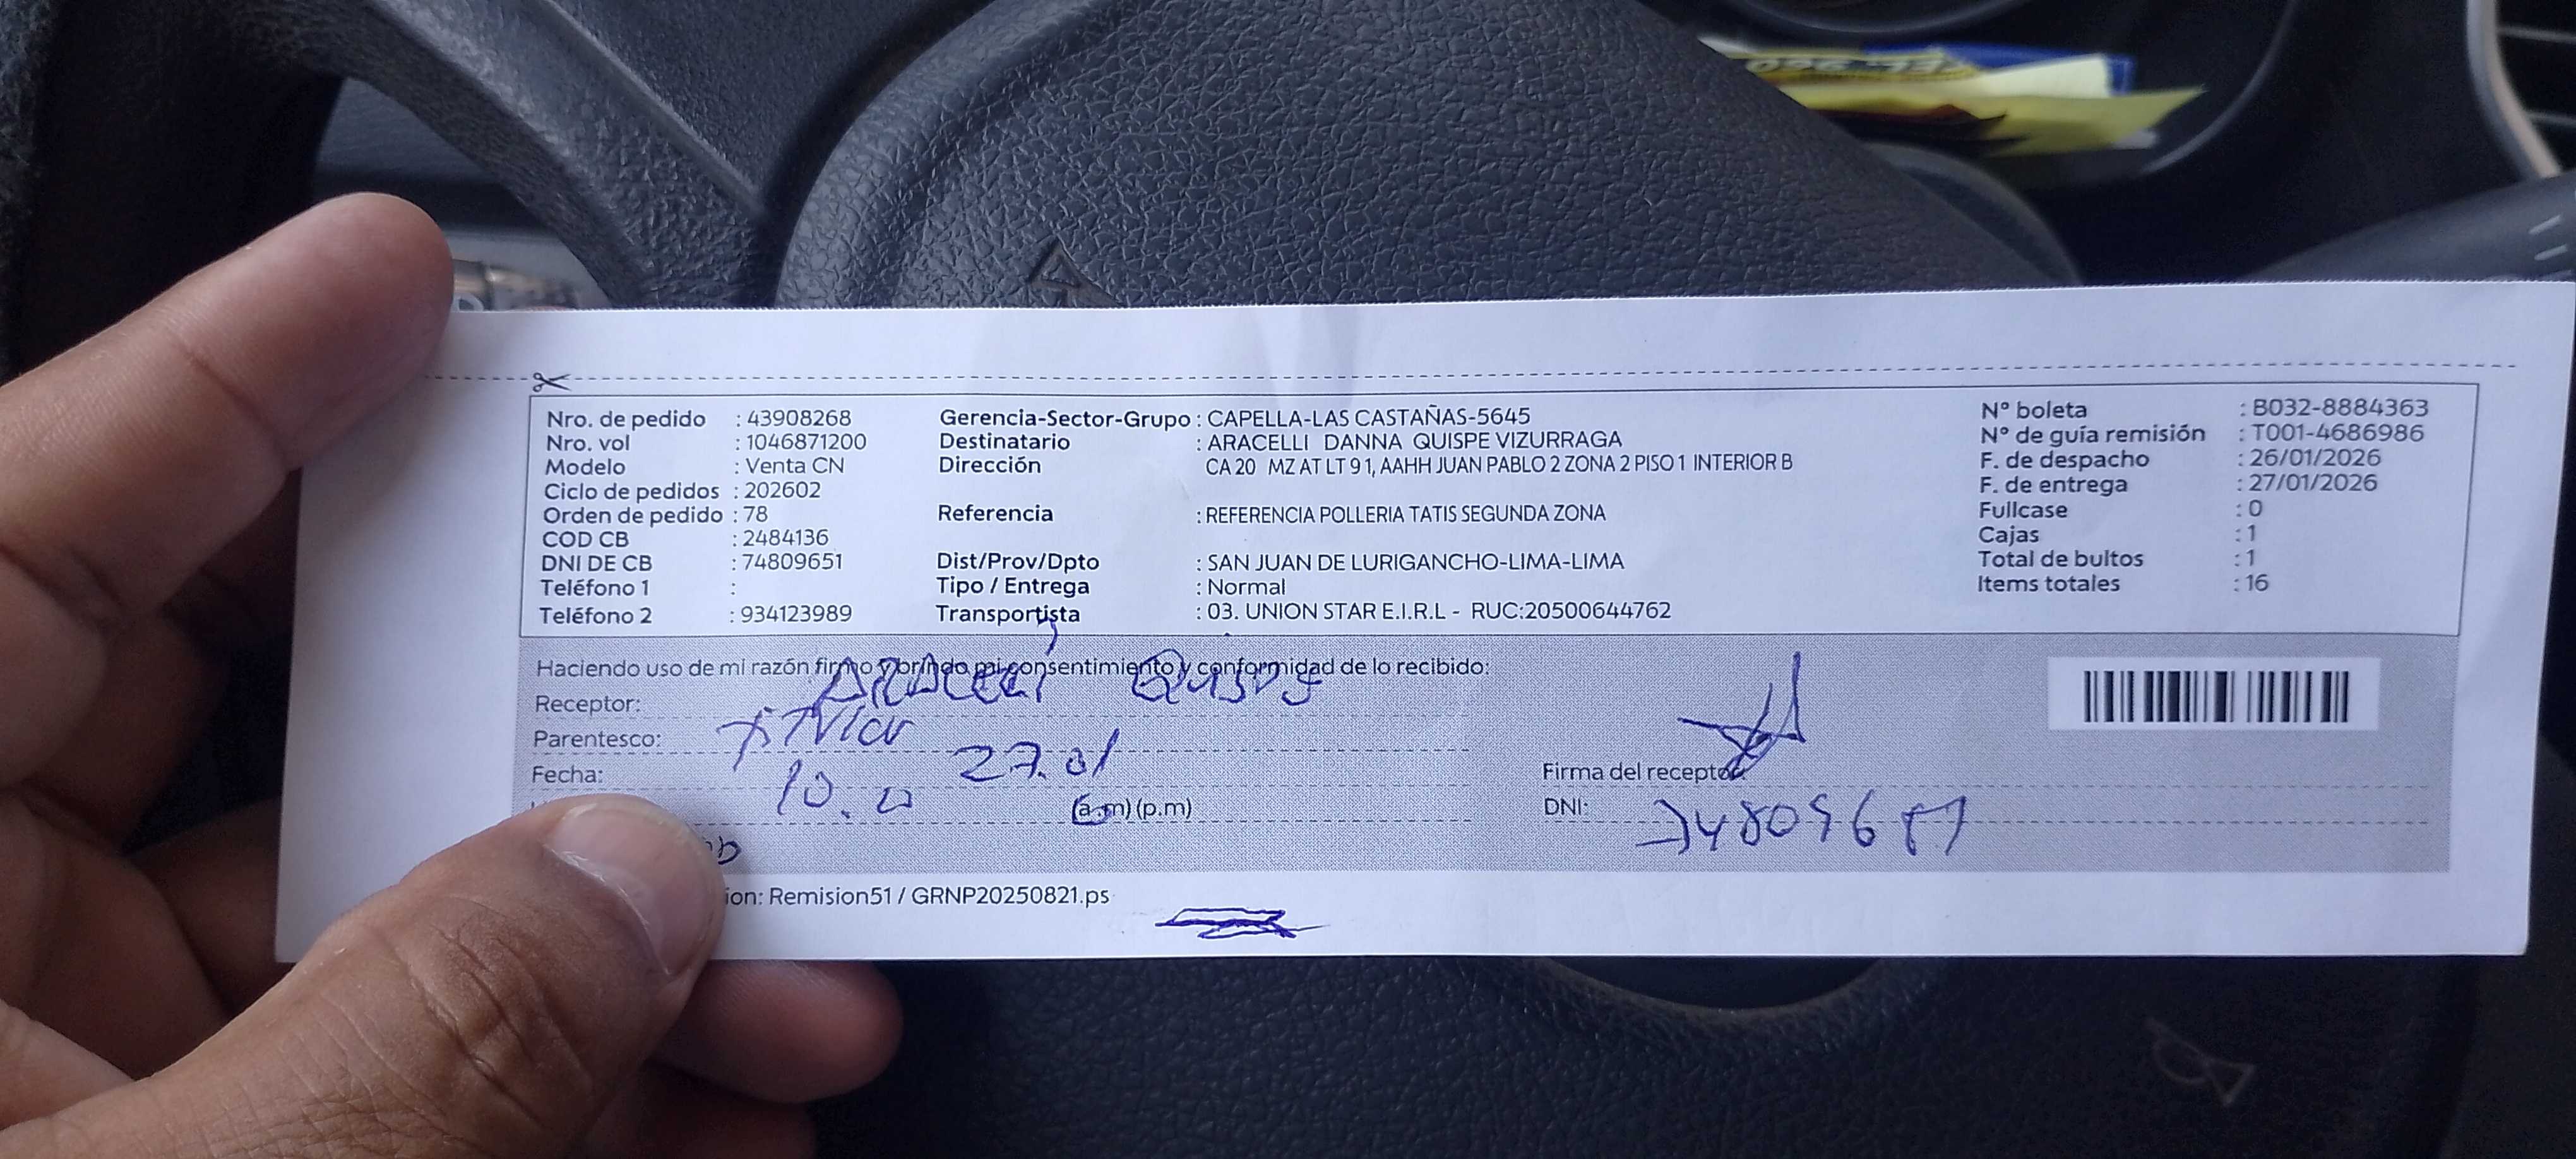 Nro. de pedido : 43908268
Nro. vol : 1046871200
Modelo : Venta CN
Ciclo de pedidos : 202602
Orden de pedido : 78
COD CB : 2484136
DNI DE CB : 74809651
Teléfono 1 :
Teléfono 2 : 934123989
Gerencia-Sector-Grupo : CAPELLA-LAS CASTAÑAS-5645
Destinatario : ARACELLI DANNA QUISPE VIZURRAGA
Dirección CA 20 MZ AT LT 9 1, AAHH JUAN PABLO 2 ZONA 2 PISO 1 INTERIOR B
Referencia : REFERENCIA POLLERIA TATIS SEGUNDA ZONA
Dist/Prov/Dpto : SAN JUAN DE LURIGANCHO-LIMA-LIMA
Tipo / Entrega : Normal
Transportista : 03. UNION STAR E.I.R.L - RUC:20500644762
N° boleta : B032-8884363
N° de guía remisión : T001-4686986
F. de despacho : 26/01/2026
F. de entrega : 27/01/2026
Fullcase : 0
Cajas : 1
Total de bultos : 1
Items totales : 16
Haciendo uso de mi razón firmo y brindo mi consentimiento y conformidad de lo recibido:
Receptor: Quispe
Parentesco:
Fecha: 27.01
10. (a.m) (p.m)
Firma del receptor:
DNI: 748096
ion: Remision51 / GRNP20250821.ps